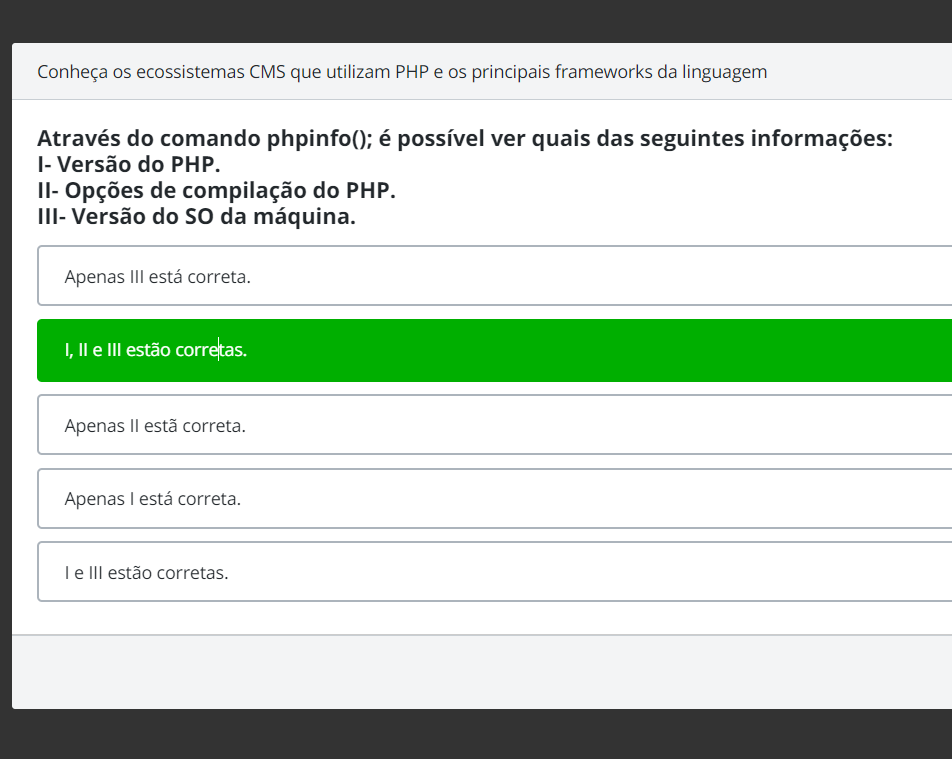 Conheça os ecossistemas CMS que utilizam PHP e os principais frameworks da linguagem
Através do comando phpinfo(); é possível ver quais das seguintes informações:
I- Versão do PHP.
II- Opções de compilação do PHP.
III- Versão do SO da máquina.
Apenas III está correta.
I, II e III estão corretas.
Apenas II estã correta.
Apenas I está correta.
I e III estão corretas.